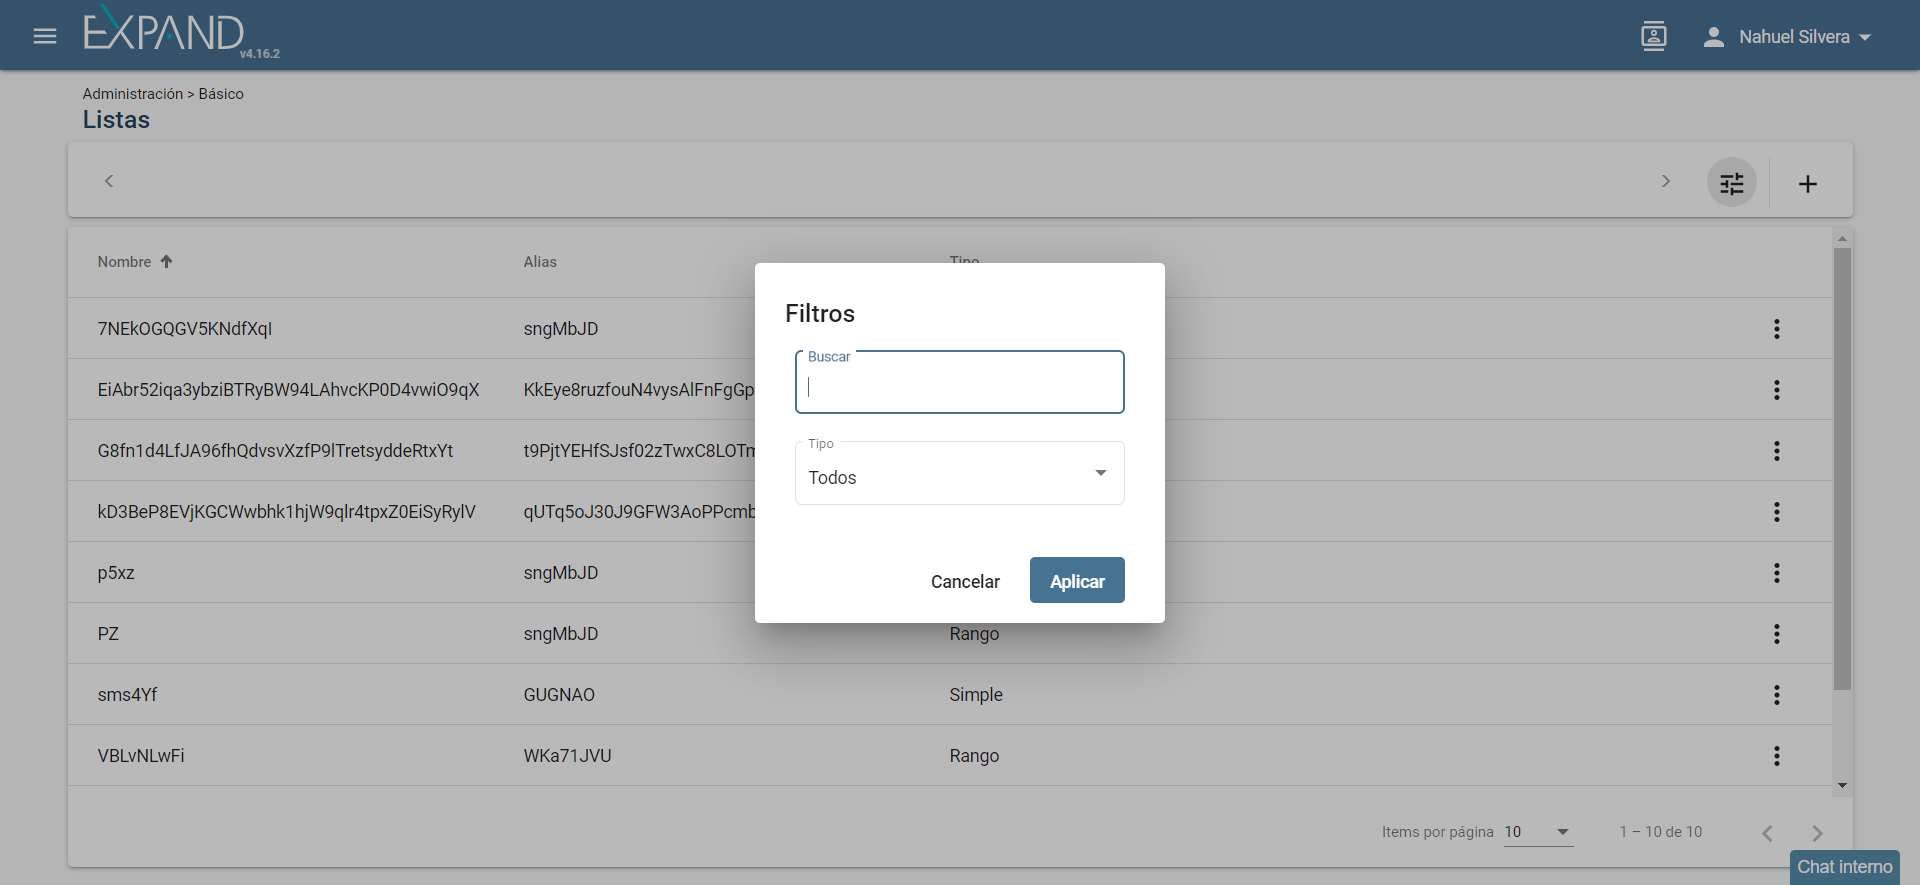 EXPAND
v4.16.2
Nahuel Silvera
Administración > Básico
Listas
Nombre Alias Tipo
7NEkOGQGV5KNdfXqI sngMbJD
EiAbr52iqa3ybziBTRyBW94LAhvcKP0D4vwiO9qX KkEye8ruzfouN4vysAlFnFgGp
G8fn1d4LfJA96fhQdvsvXzfP9lTretsyddeRtxYt t9PjtYEHfSJsf02zTwxC8LOTm
kD3BeP8EVjKGCWwbhk1hjW9qlr4tpxZ0EiSyRylV qUTq5oJ30J9GFW3AoPPcmb
p5xz sngMbJD
PZ sngMbJD Rango
sms4Yf GUGNAO Simple
VBLvNLwFi WKa71JVU Rango
Filtros
Buscar
Tipo
Todos
Cancelar Aplicar
Items por página 10 1 – 10 de 10
Chat interno